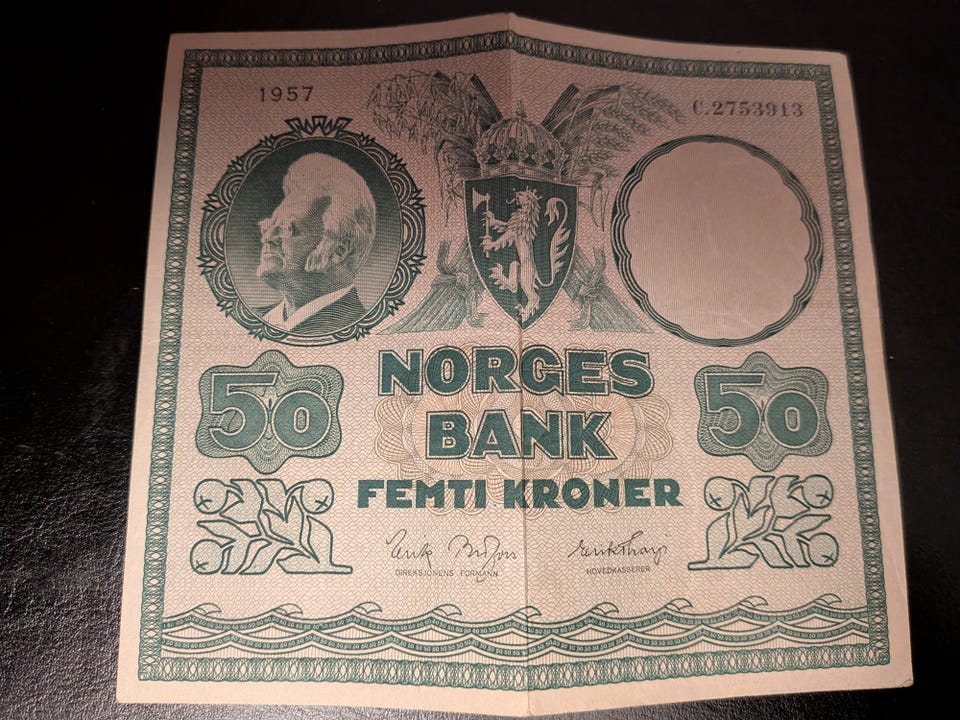 1957
C.2753913
NORGES
BANK
50
50
FEMTI KRONER
DIREKSJONENS FORMANN
HOVEDKASSERER